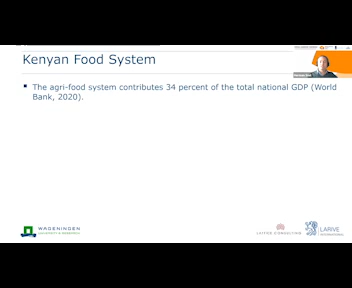 Kenyan Food System
▪ The agri-food system contributes 34 percent of the total national GDP (World
Bank, 2020).
WAGENINGEN
UNIVERSITY & RESEARCH
LARIVE